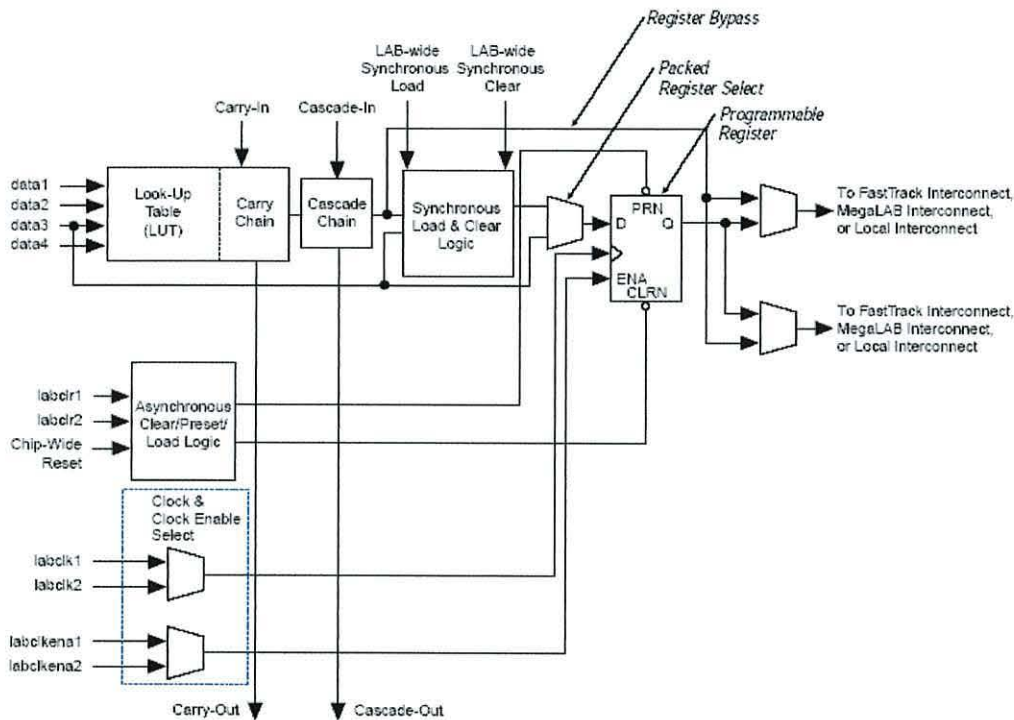 Register Bypass
LAB-wide
Synchronous
Load
LAB-wide
Synchronous
Clear
Packed
Register Select
Carry-In
Cascade-In
Programmable
Register
data1
data2
data3
data4
Look-Up
Table
(LUT)
Carry
Chain
Cascade
Chain
Synchronous
Load & Clear
Logic
PRN
D
Q
ENA
CLRN
To FastTrack Interconnect,
MegaLAB Interconnect,
or Local Interconnect
To FastTrack Interconnect,
MegaLAB Interconnect,
or Local Interconnect
labclr1
labclr2
Chip-Wide
Reset
Asynchronous
Clear/Preset/
Load Logic
Clock &
Clock Enable
Select
labclk1
labclk2
labclkena1
labclkena2
Carry-Out
Cascade-Out